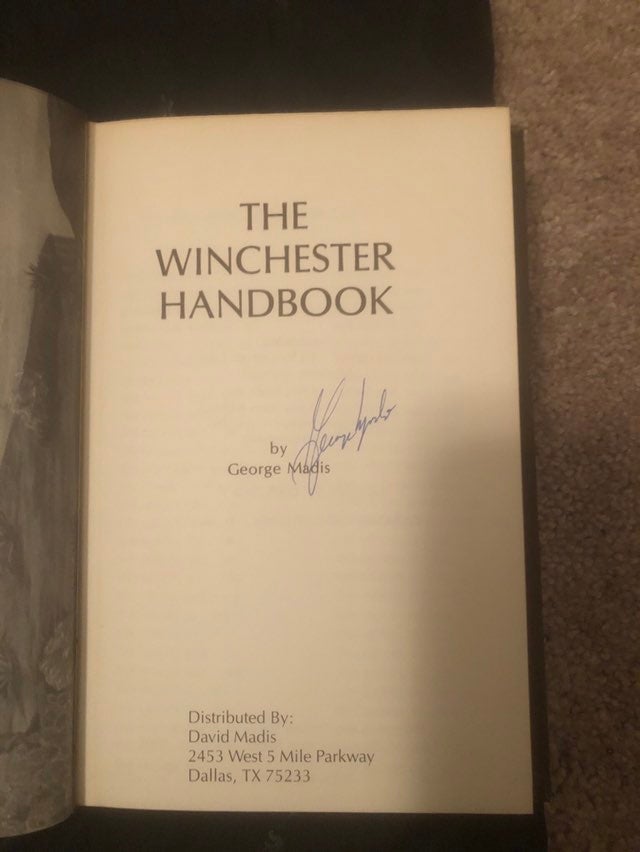 THE
WINCHESTER
HANDBOOK
by
George Madis
Distributed By:
David Madis
2453 West 5 Mile Parkway
Dallas, TX 75233